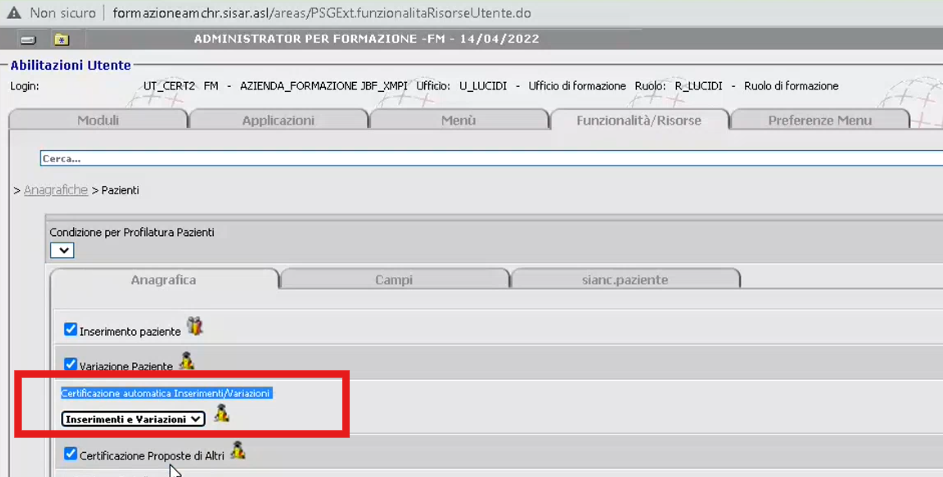 Non sicuro | formazioneamchr.sisar.asl/areas/PSGExt.funzionalitaRisorseUtente.do
ADMINISTRATOR PER FORMAZIONE -FM - 14/04/2022
Abilitazioni Utente
Login: UT_CERT2 FM - AZIENDA_FORMAZIONE JBF_XMPI Ufficio: U_LUCIDI - Ufficio di formazione Ruolo: R_LUCIDI - Ruolo di formazione
Moduli Applicazioni Menù Funzionalità/Risorse Preferenze Menu
Cerca...
> Anagrafiche > Pazienti
Condizione per Profilatura Pazienti
Anagrafica Campi sianc.paziente
Inserimento paziente
Variazione Paziente
Certificazione automatica Inserimenti/Variazioni
Inserimenti e Variazioni
Certificazione Proposte di Altri